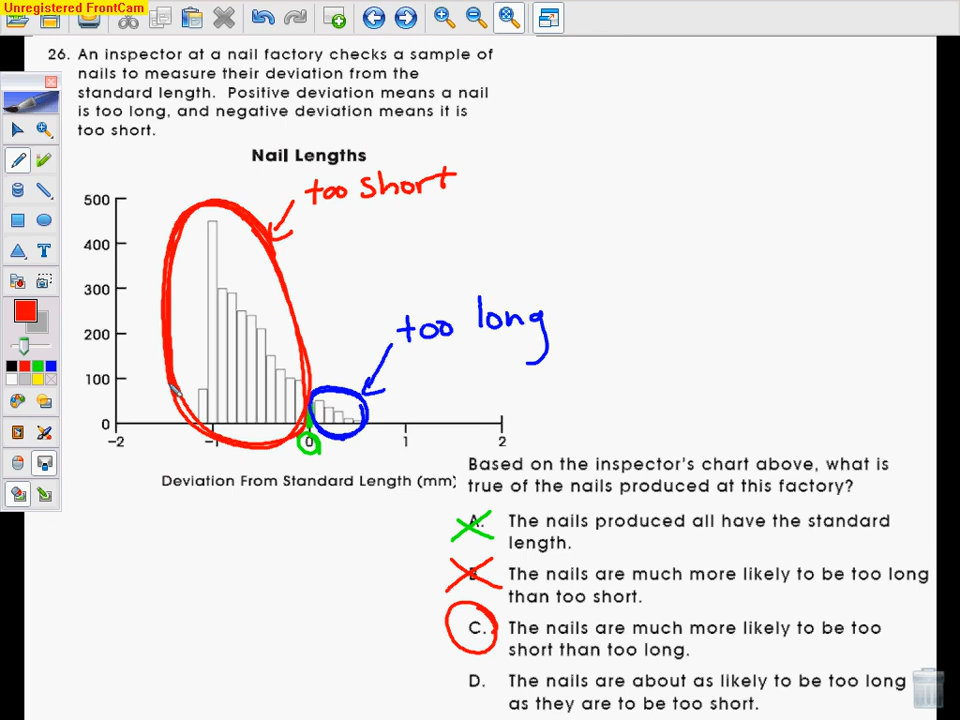 Unregistered FrontCam
26. An inspector at a nail factory checks a sample of
nails to measure their deviation from the
standard length. Positive deviation means a nail
is too long, and negative deviation means it is
too short.
Nail Lengths
too short
too long
500
400
300
200
100
0
-2
-1
0
1
2
Deviation From Standard Length (mm)
Based on the inspector's chart above, what is
true of the nails produced at this factory?
A. The nails produced all have the standard
length.
B. The nails are much more likely to be too long
than too short.
C. The nails are much more likely to be too
short than too long.
D. The nails are about as likely to be too long
as they are to be too short.